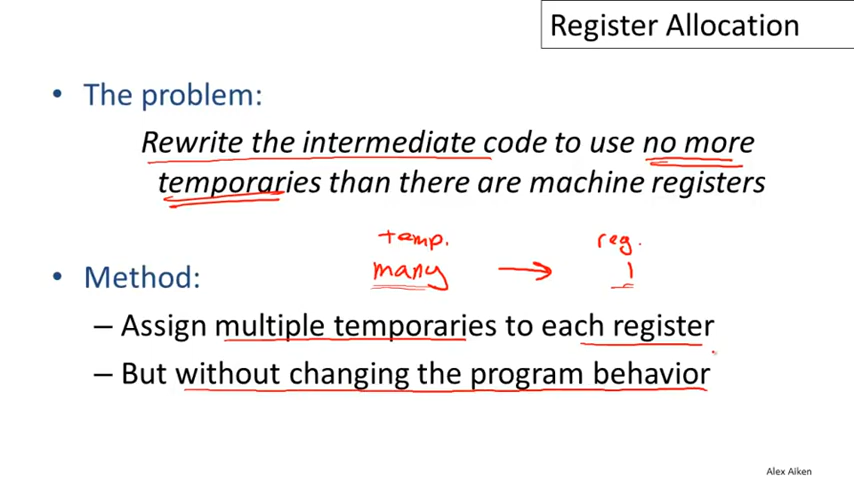 Register Allocation
• The problem:
Rewrite the intermediate code to use no more
temporaries than there are machine registers
temp. reg.
many → 1
• Method:
– Assign multiple temporaries to each register
– But without changing the program behavior
Alex Aiken